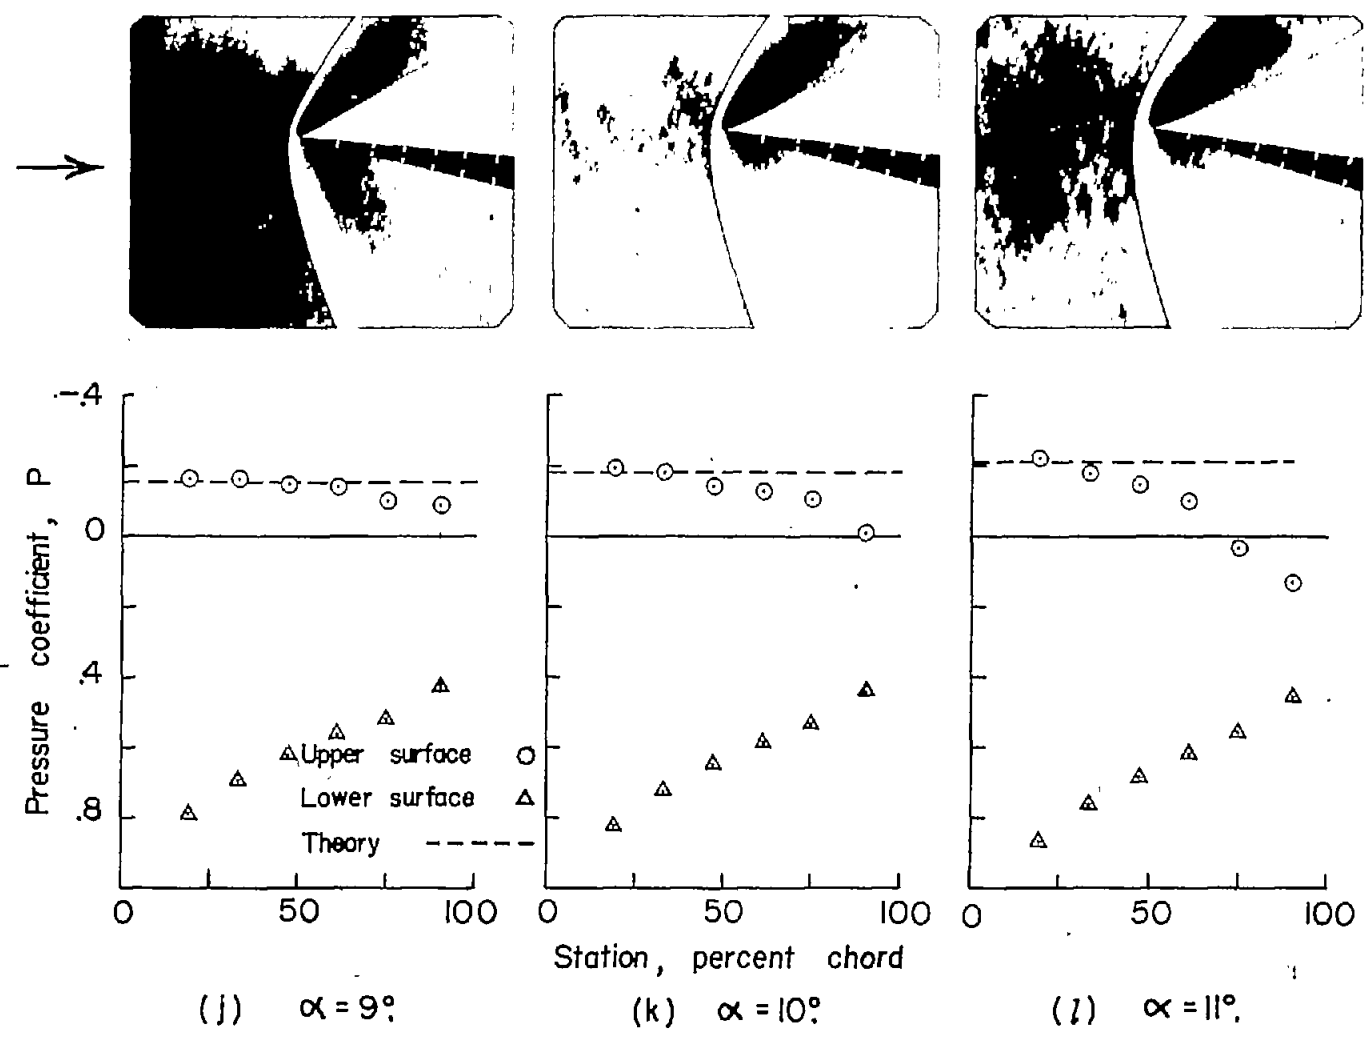 -.4
0
.4
.8
Pressure coefficient, P
Upper surface
Lower surface
Theory
0 50 100 0 50 100 0 50 100
Station, percent chord
(j) α = 9°.
(k) α = 10°.
(l) α = 11°.